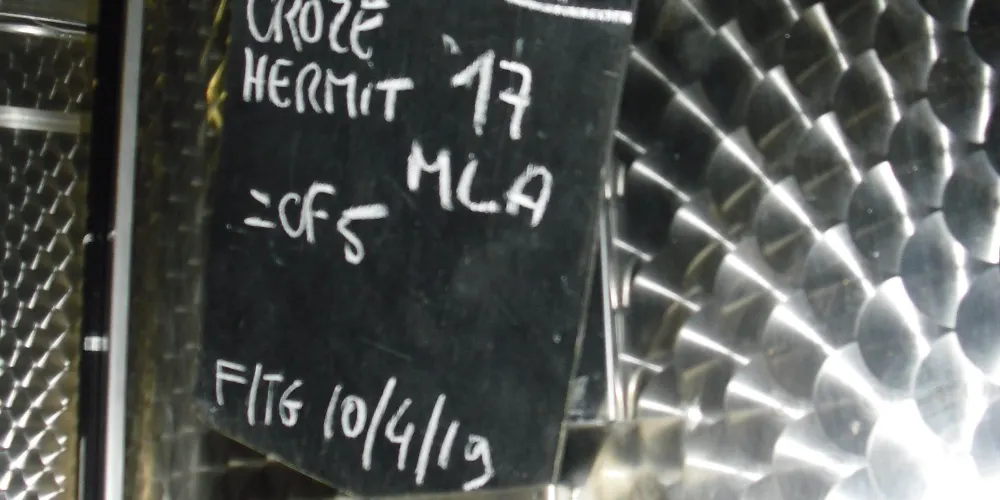 CROZE
HERMIT '17
MLA
=CF5
F/TG 10/4/19